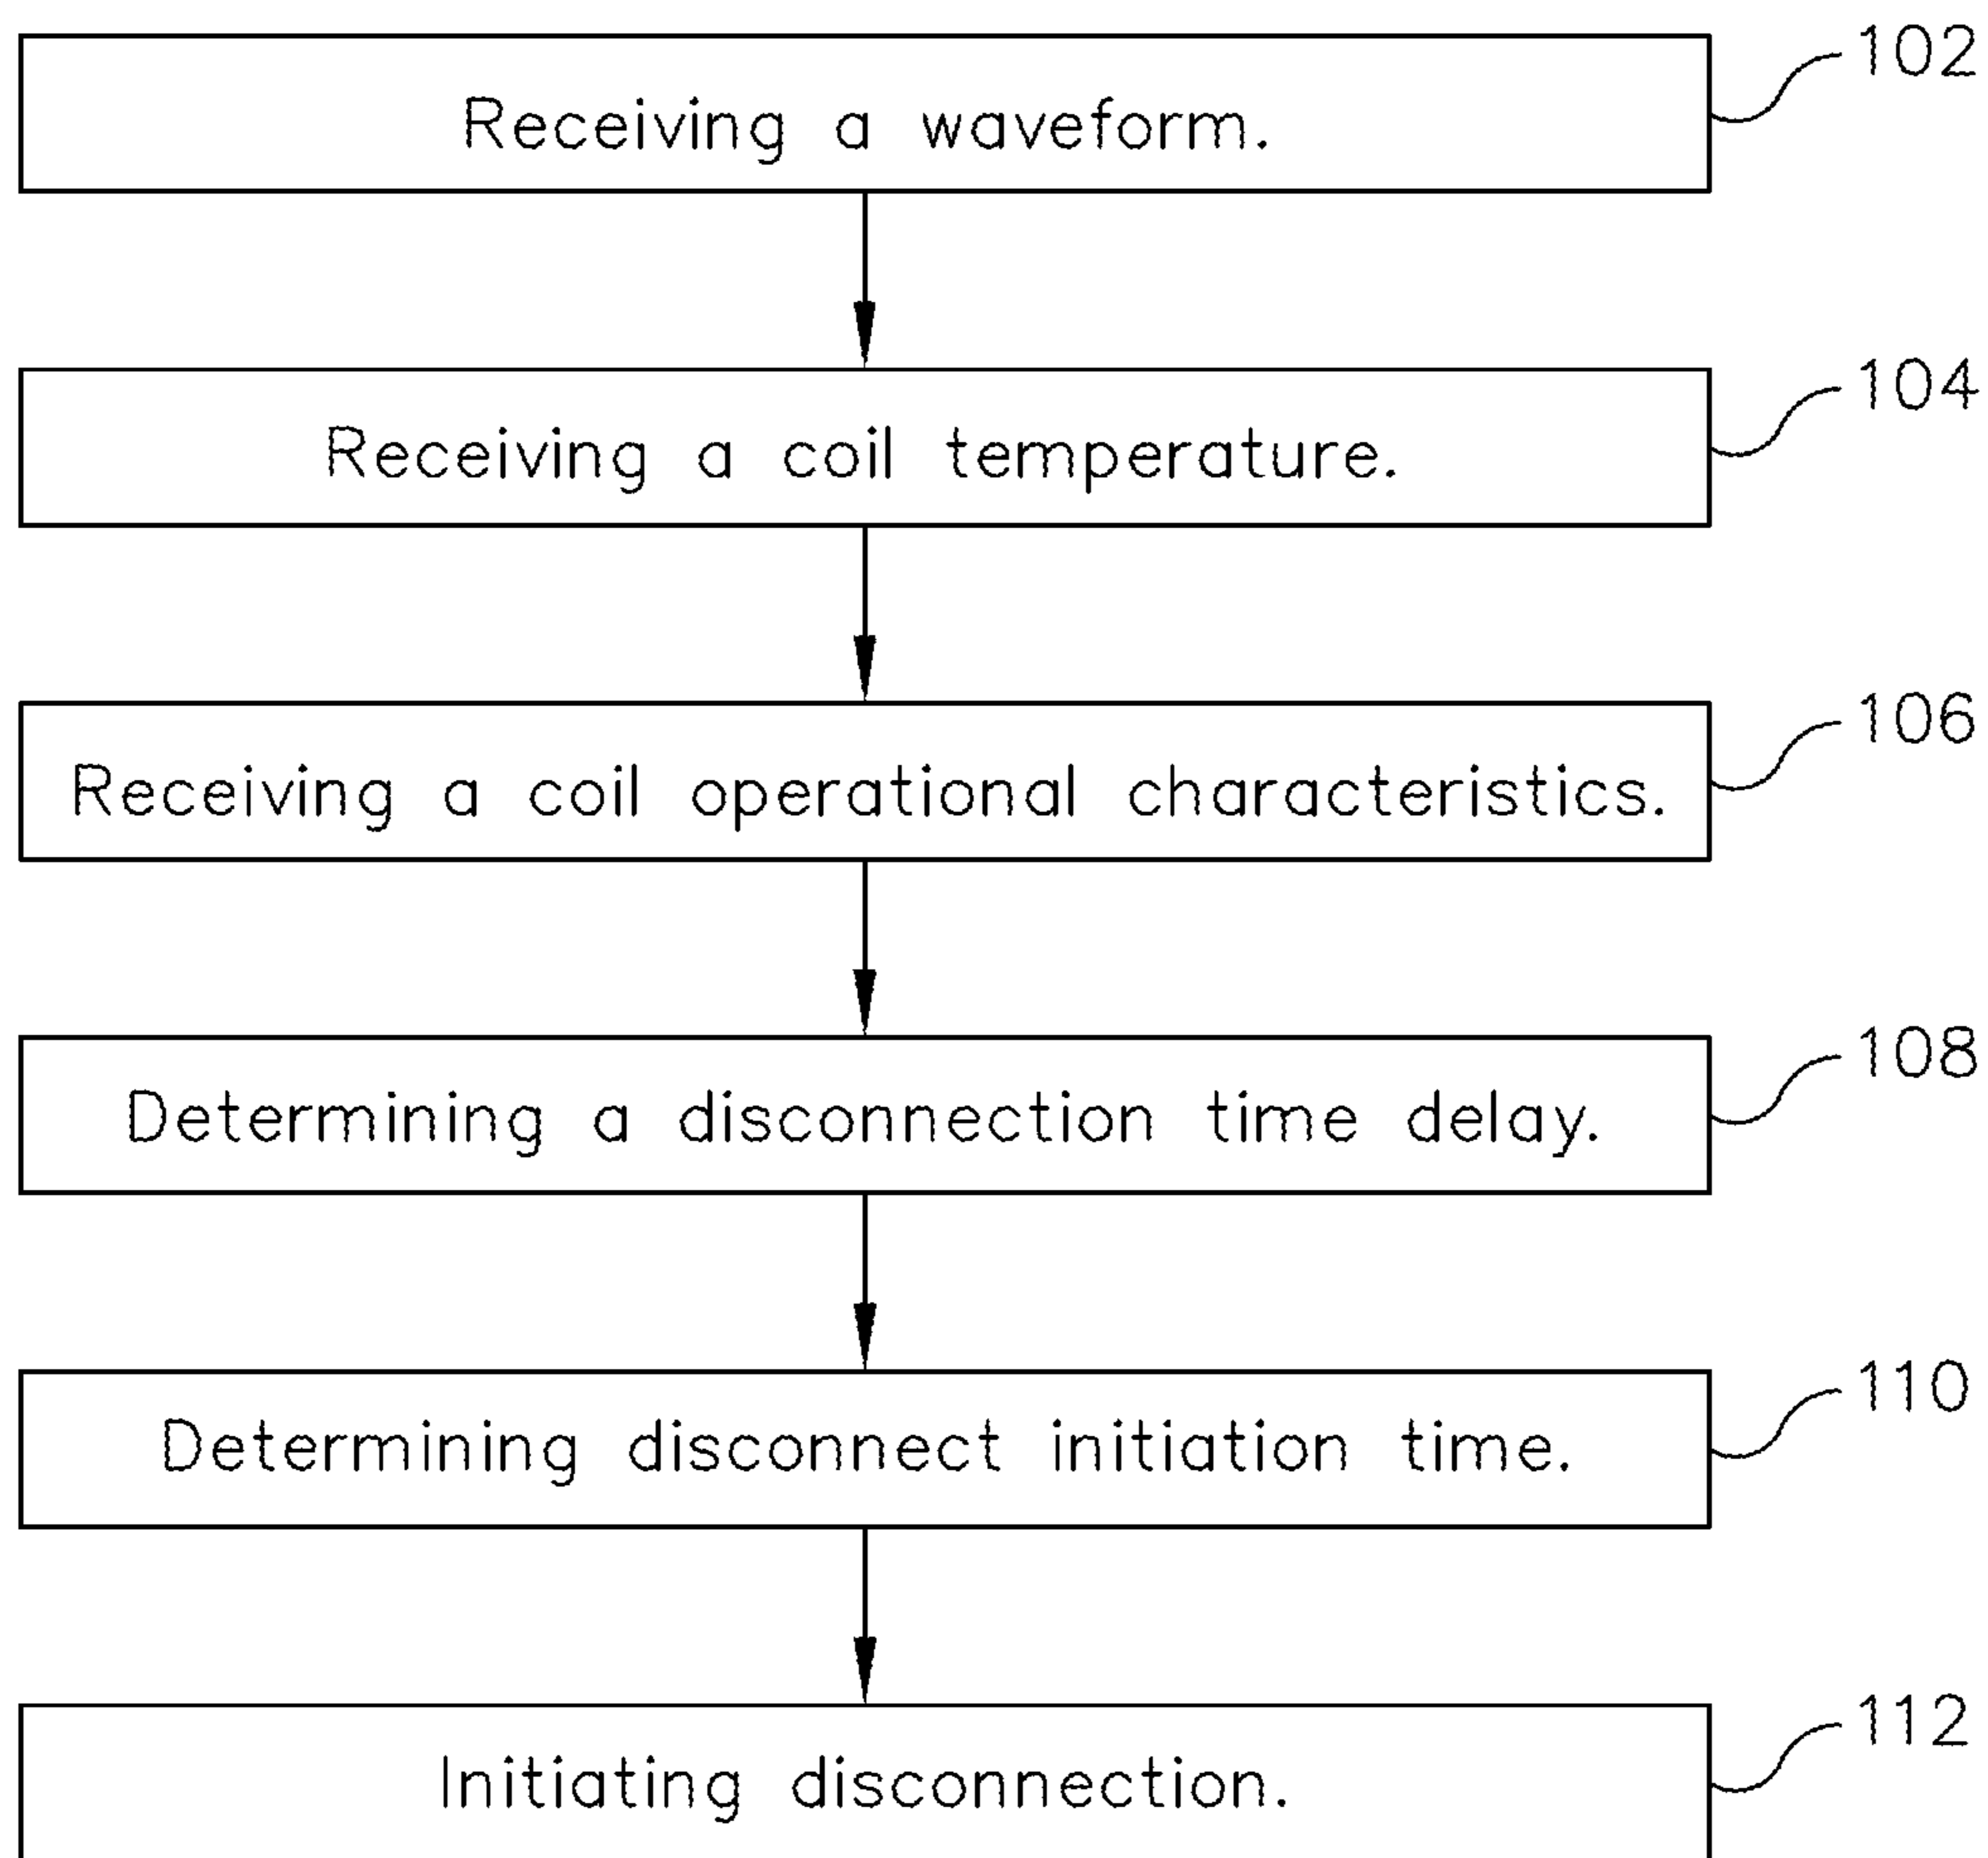 102
Receiving a waveform.
104
Receiving a coil temperature.
106
Receiving a coil operational characteristics.
108
Determining a disconnection time delay.
110
Determining disconnect initiation time.
112
Initiating disconnection.